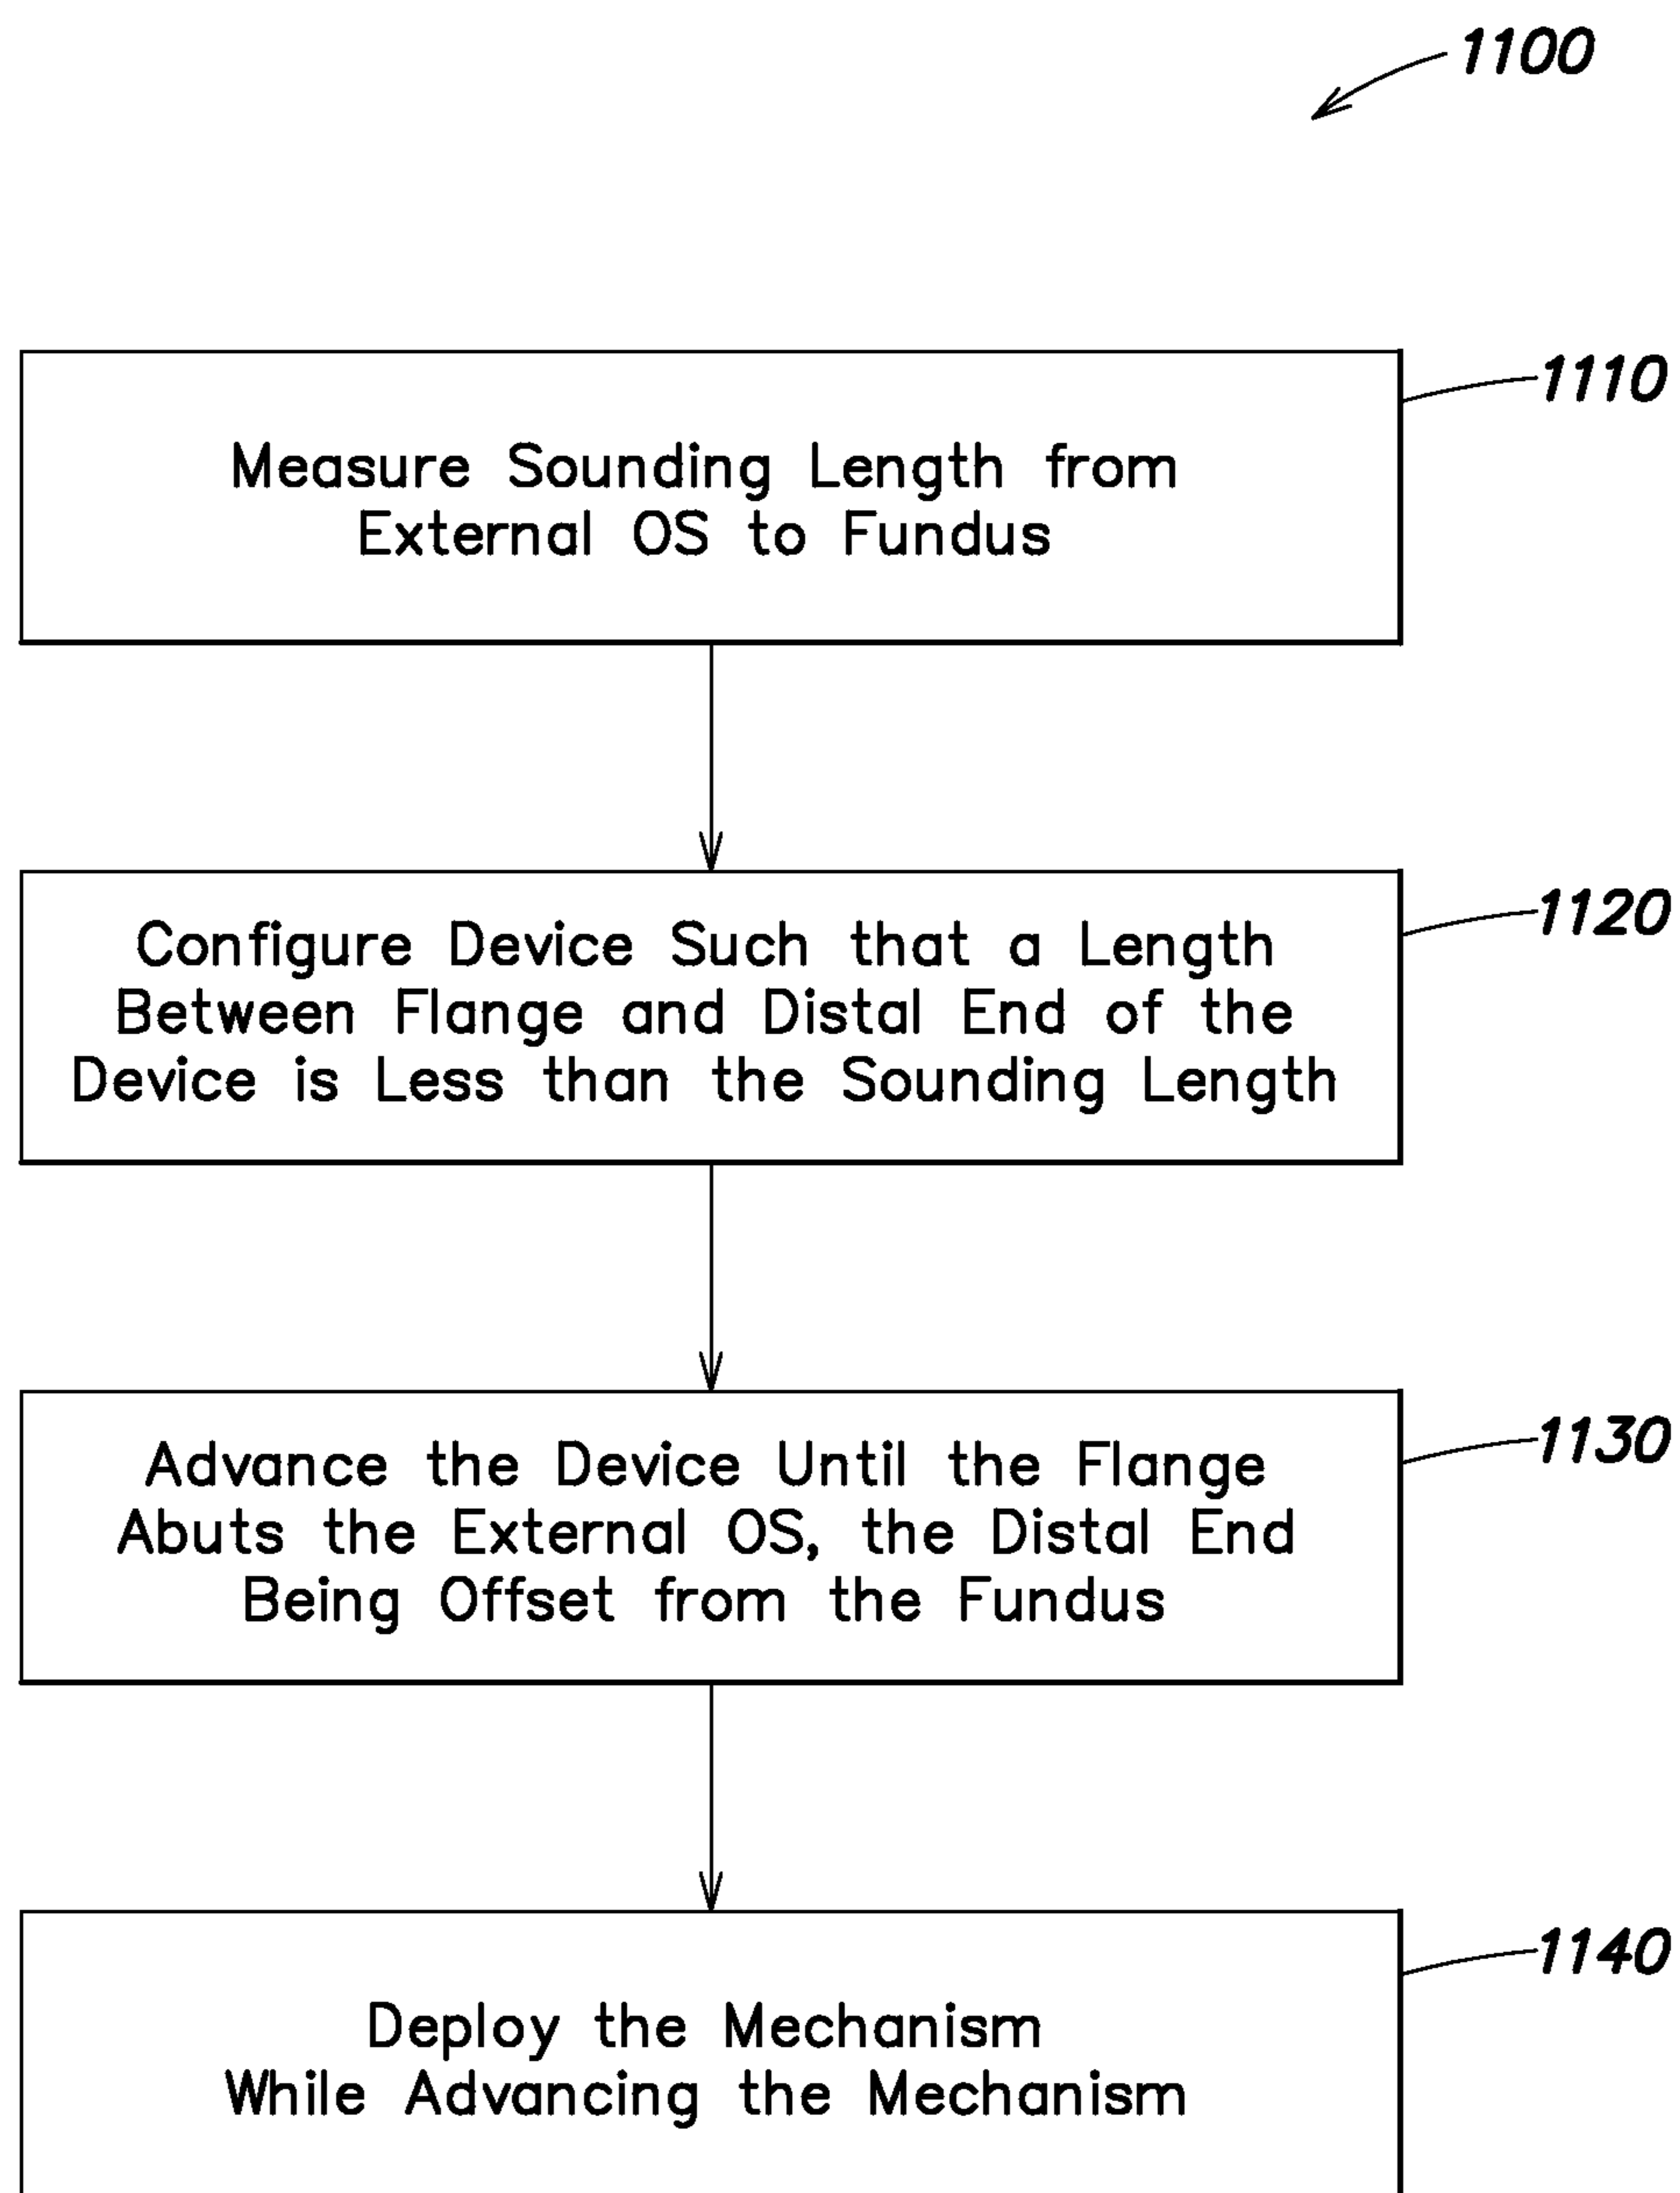 1100
1110
Measure Sounding Length from
External OS to Fundus
1120
Configure Device Such that a Length
Between Flange and Distal End of the
Device is Less than the Sounding Length
1130
Advance the Device Until the Flange
Abuts the External OS, the Distal End
Being Offset from the Fundus
1140
Deploy the Mechanism
While Advancing the Mechanism